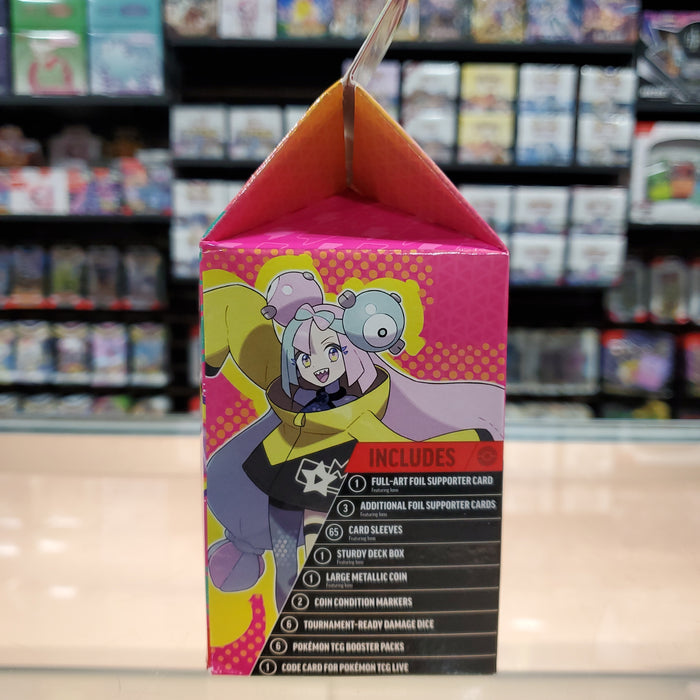 INCLUDES
1 FULL-ART FOIL SUPPORTER CARD
Featuring Iono
3 ADDITIONAL FOIL SUPPORTER CARDS
Featuring Iono
65 CARD SLEEVES
Featuring Iono
1 STURDY DECK BOX
Featuring Iono
1 LARGE METALLIC COIN
Featuring Iono
2 COIN CONDITION MARKERS
6 TOURNAMENT-READY DAMAGE DICE
6 POKÉMON TCG BOOSTER PACKS
1 CODE CARD FOR POKÉMON TCG LIVE